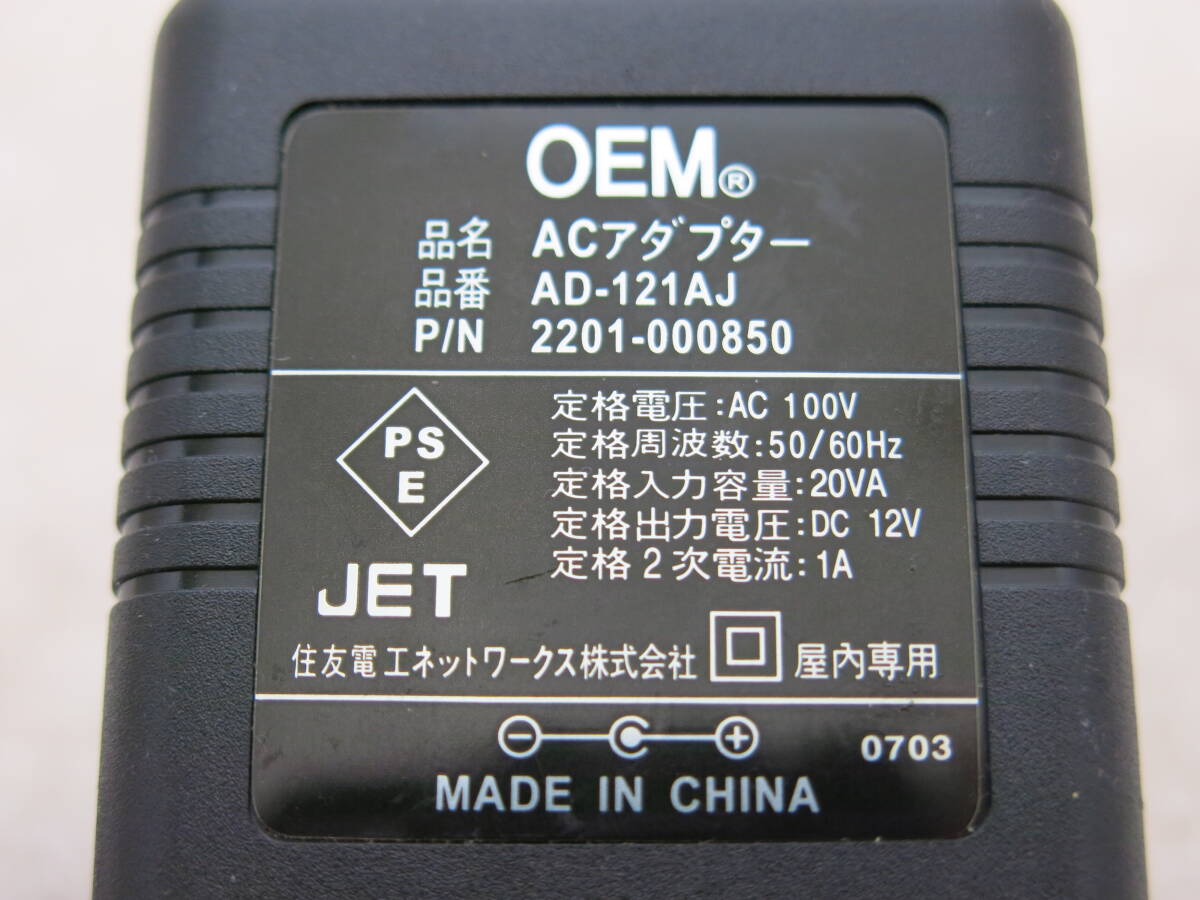 OEM®
品名 ACアダプター
品番 AD-121AJ
P/N 2201-000850
PS
E
JET
定格電圧:AC 100V
定格周波数:50/60Hz
定格入力容量:20VA
定格出力電圧:DC 12V
定格2次電流:1A
住友電工ネットワークス株式会社 屋内専用
0703
MADE IN CHINA